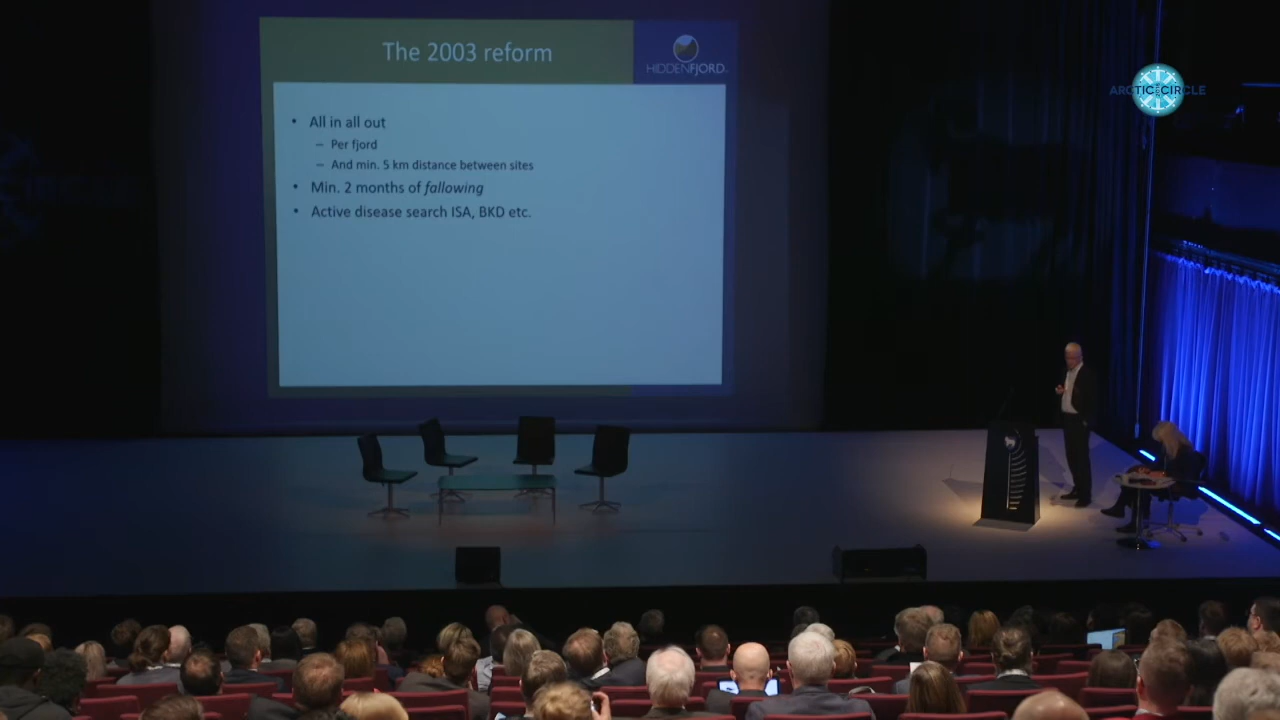 The 2003 reform
HIDDENFJORD
ARCTIC CIRCLE
• All in all out
– Per fjord
– And min. 5 km distance between sites
• Min. 2 months of fallowing
• Active disease search ISA, BKD etc.